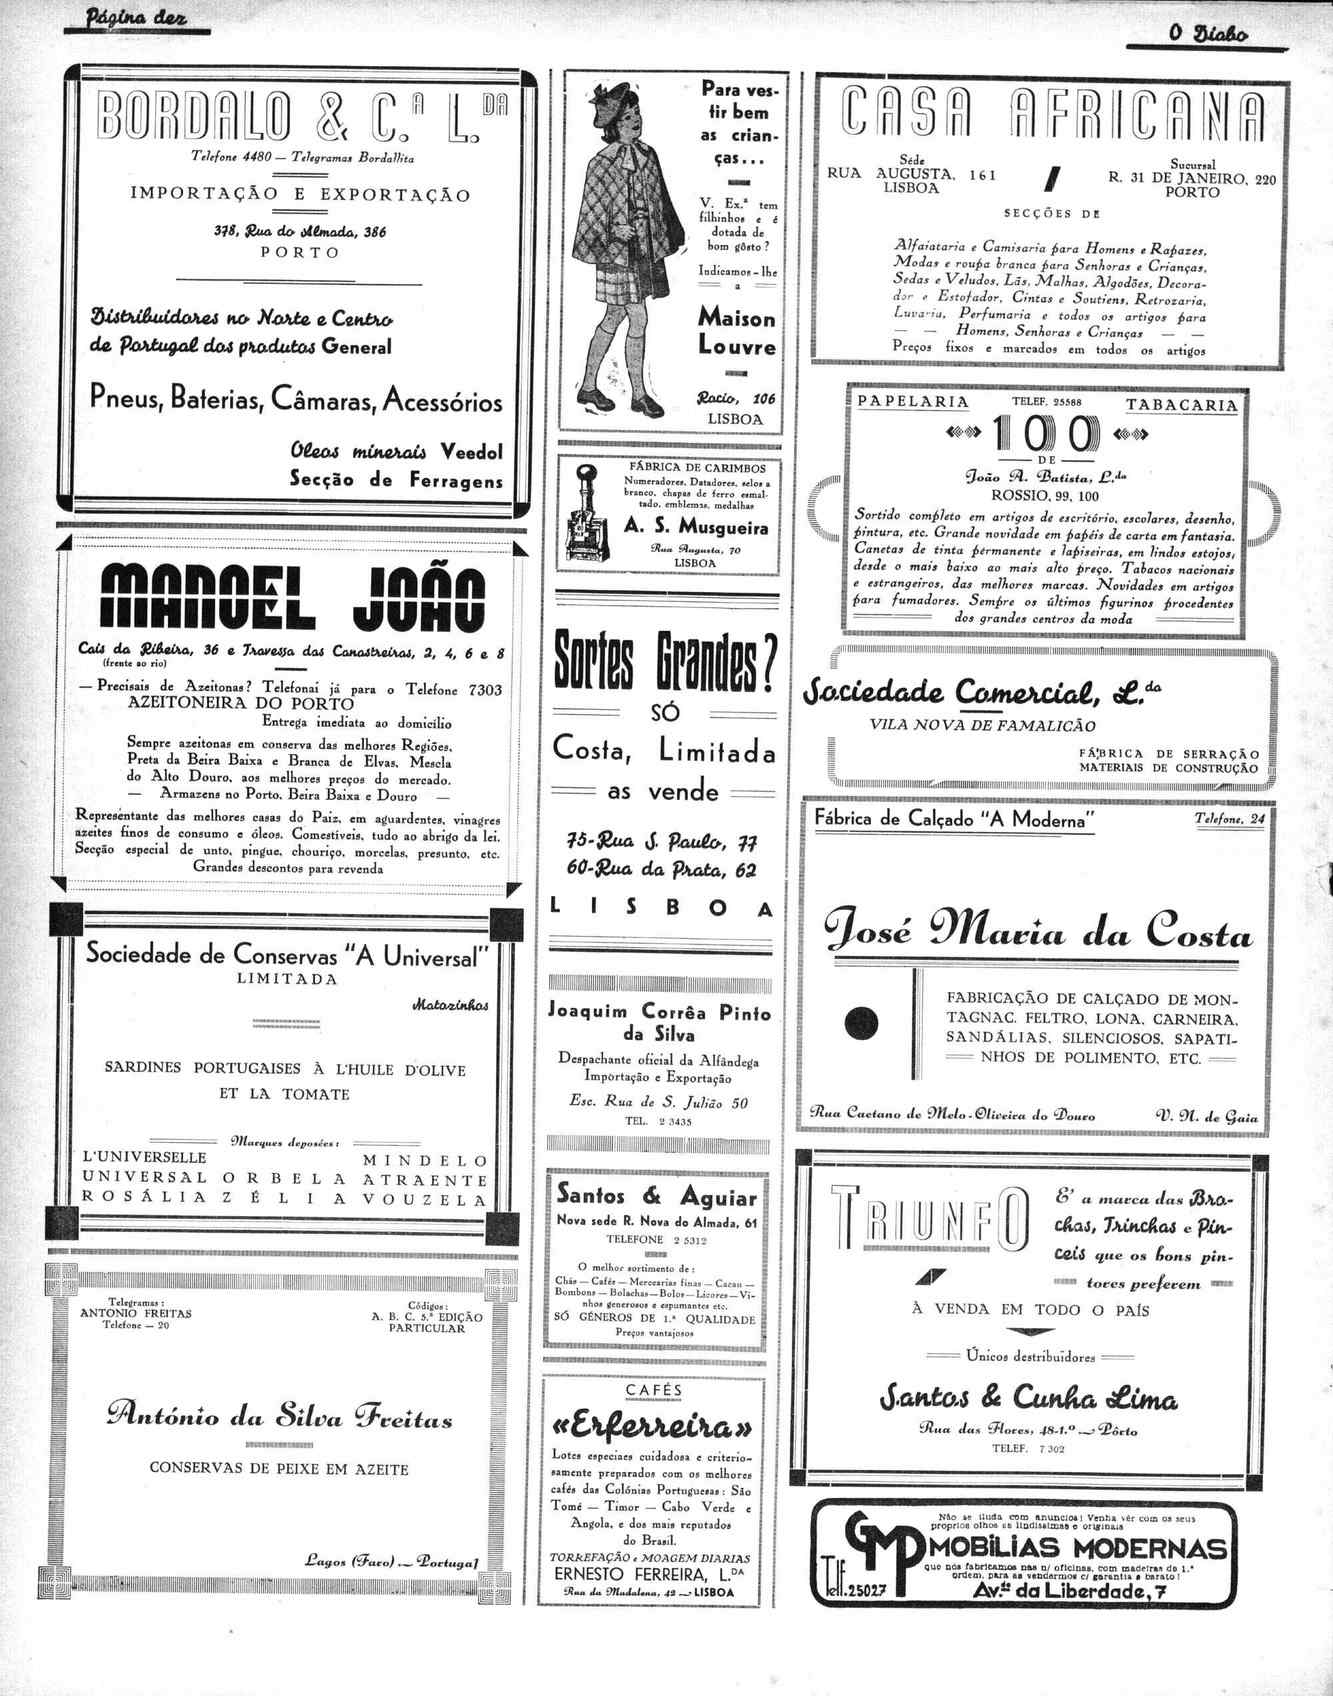 Página dez
O Diabo
BORDALO & C.ª L.DA
Telefone 4480 — Telegramas Bordallita
IMPORTAÇÃO E EXPORTAÇÃO
378, Rua do Almada, 386
PORTO
Distribuidores no Norte e Centro
de Portugal dos produtos General
Pneus, Baterias, Câmaras, Acessórios
Oleos minerais Veedol
Secção de Ferragens
MANOEL JOÃO
Cais da Ribeira, 36 e Travessa das Canastreiras, 2, 4, 6 e 8
(frente ao rio)
— Precisais de Azeitonas? Telefonai já para o Telefone 7303
AZEITONEIRA DO PORTO
Entrega imediata ao domicílio
Sempre azeitonas em conserva das melhores Regiões,
Preta da Beira Baixa e Branca de Elvas, Mescla
do Alto Douro, aos melhores preços do mercado.
— Armazens no Porto, Beira Baixa e Douro —
Representante das melhores casas do Paiz, em aguardentes, vinagres
azeites finos de consumo e óleos. Comestíveis, tudo ao abrigo da lei.
Secção especial de unto, pingue, chouriço, morcelas, presunto, etc.
Grandes descontos para revenda
Sociedade de Conservas "A Universal"
LIMITADA
Matozinhos
SARDINES PORTUGAISES À L'HUILE D'OLIVE
ET LA TOMATE
Marques deposées:
L'UNIVERSELLE MINDELO
UNIVERSAL ORBELA ATRAENTE
ROSÁLIA ZÉLIA VOUZELA
Telegramas:
ANTONIO FREITAS
Telefone — 20
Códigos:
A. B. C. 5.ª EDIÇÃO
PARTICULAR
António da Silva Freitas
CONSERVAS DE PEIXE EM AZEITE
Lagos (Faro) — Portugal
Para ves-
tir bem
as crian-
ças...
V. Ex.ª tem
filhinhos e é
dotada de
bom gôsto?
Indicamos-lhe
a
Maison
Louvre
Rocio, 106
LISBOA
FÁBRICA DE CARIMBOS
Numeradores, Datadores, selos a
branco, chapas de ferro esmal-
tado, emblemas, medalhas
A. S. Musgueira
Rua Augusta, 70
LISBOA
Sortes Grandes?
SÓ
Costa, Limitada
as vende
75-Rua S. Paulo, 77
60-Rua da Prata, 62
LISBOA
Joaquim Corrêa Pinto
da Silva
Despachante oficial da Alfândega
Importação e Exportação
Esc. Rua de S. Julião 50
TEL. 2 3435
Santos & Aguiar
Nova sede R. Nova do Almada, 61
TELEFONE 2 5312
O melhor sortimento de:
Chás — Cafés — Mercearias finas — Cacau —
Bombons — Bolachas — Bolos — Licores — Vi-
nhos generosos e espumantes etc.
SÓ GÉNEROS DE 1.ª QUALIDADE
Preços vantajosos
CAFÉS
«Erferreira»
Lotes especiaes cuidadosa e criterio-
samente preparados com os melhores
cafés das Colónias Portuguesas: São
Tomé — Timor — Cabo Verde e
Angola, e dos mais reputados
do Brasil.
TORREFAÇÃO e MOAGEM DIARIAS
ERNESTO FERREIRA, L.DA
Rua da Madalena, 42 — LISBOA
CASA AFRICANA
Séde
RUA AUGUSTA, 161
LISBOA
Sucursal
R. 31 DE JANEIRO, 220
PORTO
SECÇÕES DE
Alfaiataria e Camisaria para Homens e Rapazes,
Modas e roupa branca para Senhoras e Crianças,
Sedas e Veludos, Lãs, Malhas, Algodões, Decora-
dor e Estofador, Cintas e Soutiens, Retrozaria,
Luvaria, Perfumaria e todos os artigos para
— — Homens, Senhoras e Crianças — —
Preços fixos e marcados em todos os artigos
PAPELARIA TELEF. 25588 TABACARIA
100
— DE —
João A. Batista, L.da
ROSSIO, 99, 100
Sortido completo em artigos de escritório, escolares, desenho,
pintura, etc. Grande novidade em papéis de carta em fantasia.
Canetas de tinta permanente e lapiseiras, em lindos estojos,
desde o mais baixo ao mais alto preço. Tabacos nacionais
e estrangeiros, das melhores marcas. Novidades em artigos
para fumadores. Sempre os últimos figurinos procedentes
dos grandes centros da moda
Sociedade Comercial, L.da
VILA NOVA DE FAMALICÃO
FÁBRICA DE SERRAÇÃO
MATERIAIS DE CONSTRUÇÃO
Fábrica de Calçado "A Moderna" Telefone, 24
José Maria da Costa
FABRICAÇÃO DE CALÇADO DE MON-
TAGNAC, FELTRO, LONA, CARNEIRA,
SANDÁLIAS, SILENCIOSOS, SAPATI-
NHOS DE POLIMENTO, ETC.
Rua Caetano de Melo-Oliveira do Douro V. N. de Gaia
TRIUNFO
E' a marca das Bro-
chas, Trinchas e Pin-
ceis que os bons pin-
tores preferem
À VENDA EM TODO O PAÍS
Únicos destribuïdores
Santos & Cunha Lima
Rua das Flores, 48-1.º — Pôrto
TELEF. 7302
GMP
Telf. 25027
Não se iluda com anuncios! Venha vêr com os seus
proprios olhos as lindissimas e originais
MOBiLiAS MODERNAS
que nós fabricamos nas n/ oficinas, com madeiras de 1.ª
ordem, para as vendermos c/ garantia e barato!
Av.da da Liberdade, 7